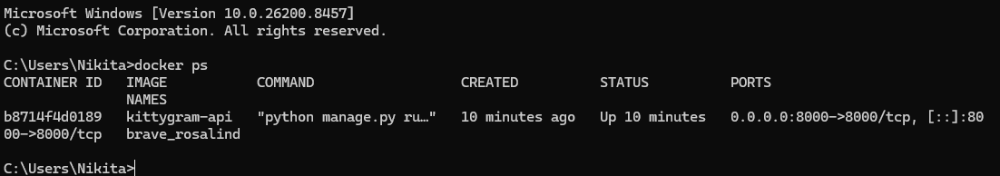 Microsoft Windows [Version 10.0.26200.8457]
(c) Microsoft Corporation. All rights reserved.
C:\Users\Nikita>docker ps
CONTAINER ID   IMAGE           COMMAND                  CREATED          STATUS          PORTS
               NAMES
b8714f4d0189   kittygram-api   "python manage.py ru…"   10 minutes ago   Up 10 minutes   0.0.0.0:8000->8000/tcp, [::]:80
00->8000/tcp   brave_rosalind
C:\Users\Nikita>